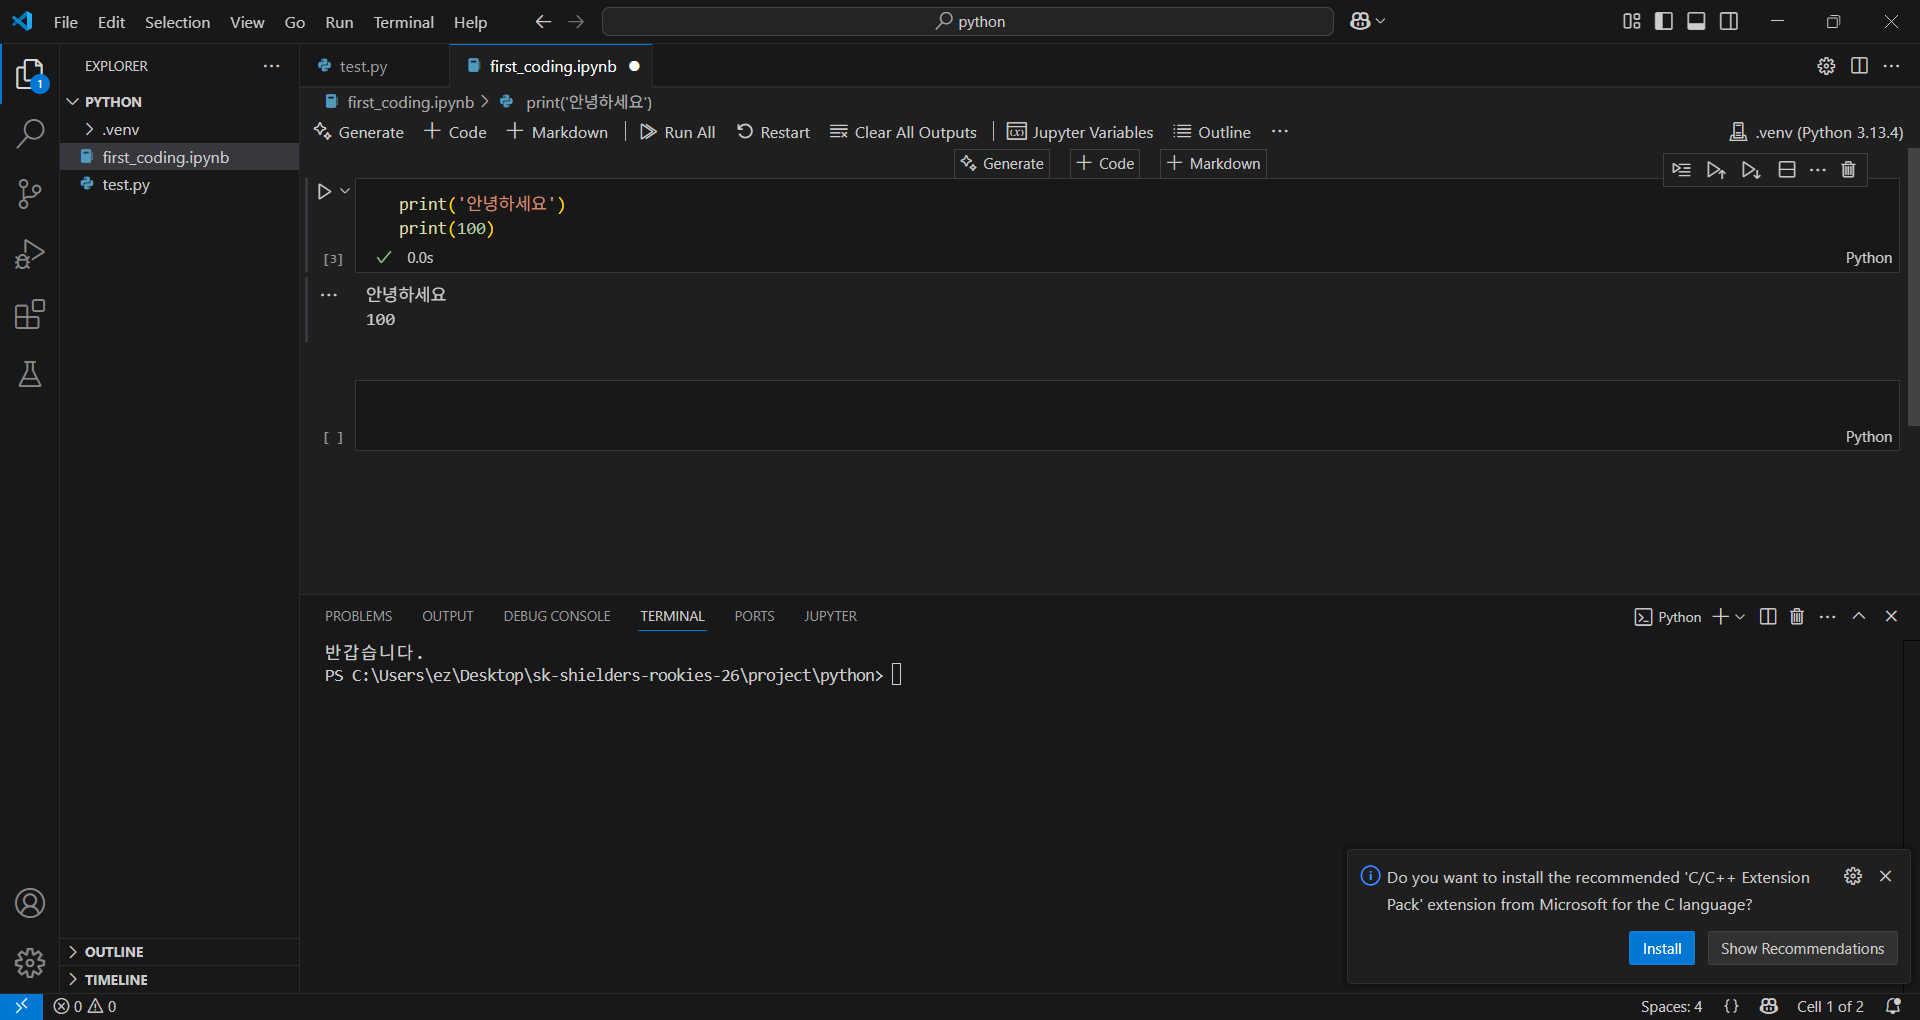 File Edit Selection View Go Run Terminal Help
python
EXPLORER
PYTHON
.venv
first_coding.ipynb
test.py
OUTLINE
TIMELINE
1
test.py
first_coding.ipynb
first_coding.ipynb > print('안녕하세요')
Generate + Code + Markdown Run All Restart Clear All Outputs Jupyter Variables Outline ...
.venv (Python 3.13.4)
Generate + Code + Markdown
print('안녕하세요')
print(100)
[3] ✓ 0.0s Python
안녕하세요
100
[ ] Python
PROBLEMS OUTPUT DEBUG CONSOLE TERMINAL PORTS JUPYTER
Python
반갑습니다.
PS C:\Users\ez\Desktop\sk-shielders-rookies-26\project\python>
Do you want to install the recommended 'C/C++ Extension
Pack' extension from Microsoft for the C language?
Install Show Recommendations
0 0
Spaces: 4 {} Cell 1 of 2